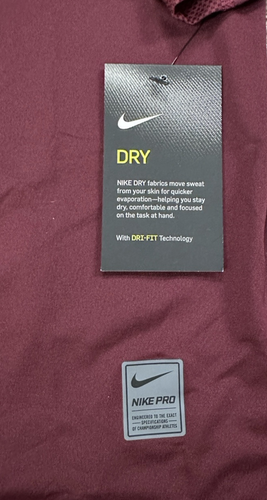 DRY
NIKE DRY fabrics move sweat
from your skin for quicker
evaporation—helping you stay
dry, comfortable and focused
on the task at hand.
With DRI-FIT Technology
NIKE PRO
ENGINEERED TO THE EXACT
SPECIFICATIONS
OF CHAMPIONSHIP ATHLETES